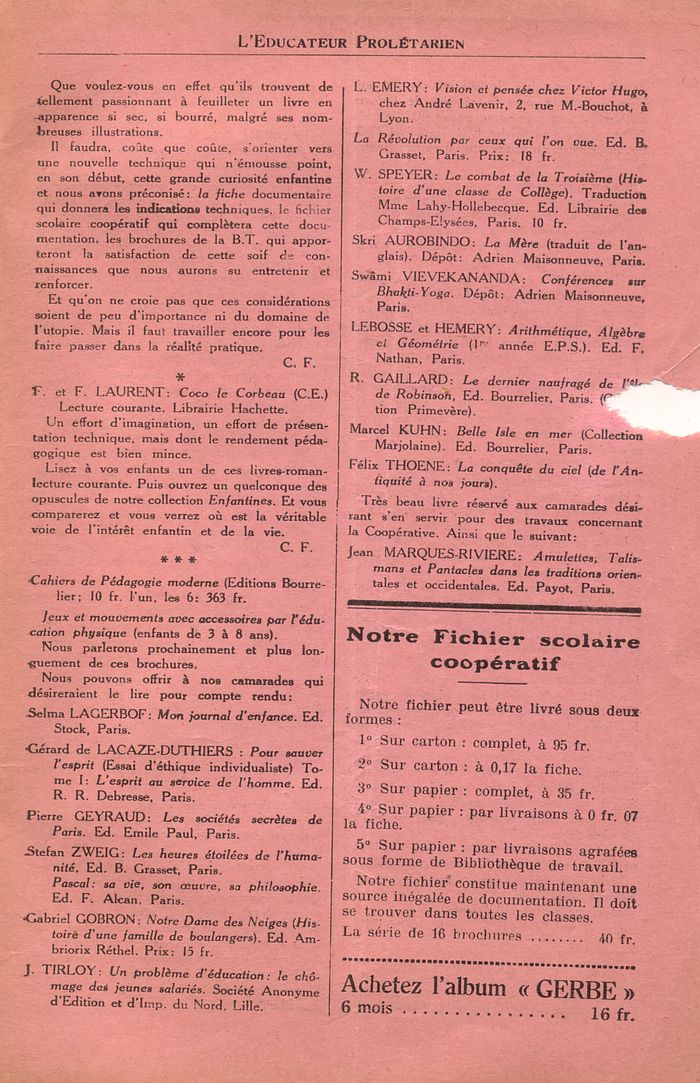 L'Educateur Prolétarien
Que voulez-vous en effet qu'ils trouvent de
tellement passionnant à feuilleter un livre en
apparence si sec, si bourré, malgré ses nom-
breuses illustrations.
Il faudra, coûte que coûte, s'orienter vers
une nouvelle technique qui n'émousse point,
en son début, cette grande curiosité enfantine
et nous avons préconisé: la fiche documentaire
qui donnera les indications techniques, le fichier
scolaire coopératif qui complètera cette docu-
mentation, les brochures de la B.T. qui appor-
teront la satisfaction de cette soif de con-
naissances que nous aurons su entretenir et
renforcer.
Et qu'on ne croie pas que ces considérations
soient de peu d'importance ni du domaine de
l'utopie. Mais il faut travailler encore pour les
faire passer dans la réalité pratique.
C. F.
*
F. et F. LAURENT: Coco le Corbeau (C.E.)
Lecture courante. Librairie Hachette.
Un effort d'imagination, un effort de présen-
tation technique, mais dont le rendement péda-
gogique est bien mince.
Lisez à vos enfants un de ces livres-roman-
lecture courante. Puis ouvrez un quelconque des
opuscules de notre collection Enfantines. Et vous
comparerez et vous verrez où est la véritable
voie de l'intérêt enfantin et de la vie.
C. F.
* * *
Cahiers de Pédagogie moderne (Editions Bourre-
lier; 10 fr. l'un, les 6: 363 fr.
Jeux et mouvements avec accessoires par l'édu-
cation physique (enfants de 3 à 8 ans).
Nous parlerons prochainement et plus lon-
guement de ces brochures.
Nous pouvons offrir à nos camarades qui
désireraient le lire pour compte rendu:
Selma LAGERBOF: Mon journal d'enfance. Ed.
Stock, Paris.
Gérard de LACAZE-DUTHIERS : Pour sauver
l'esprit (Essai d'éthique individualiste) To-
me I: L'esprit au service de l'homme. Ed.
R. R. Debresse, Paris.
Pierre GEYRAUD: Les sociétés secrètes de
Paris. Ed. Emile Paul, Paris.
Stefan ZWEIG: Les heures étoilées de l'huma-
nité, Ed. B. Grasset, Paris.
Pascal: sa vie, son œuvre, sa philosophie.
Ed. F. Alcan, Paris.
Gabriel GOBRON: Notre Dame des Neiges (His-
toire d'une famille de boulangers). Ed. Am-
briorix Réthel. Prix: 15 fr.
J. TIRLOY: Un problème d'éducation: le chô-
mage des jeunes salariés. Société Anonyme
d'Edition et d'Imp. du Nord, Lille.
L. EMERY: Vision et pensée chez Victor Hugo,
chez André Lavenir, 2, rue M.-Bouchot, à
Lyon.
La Révolution par ceux qui l'on vue. Ed. B.
Grasset, Paris. Prix: 18 fr.
W. SPEYER: Le combat de la Troisième (His-
toire d'une classe de Collège). Traduction
Mme Lahy-Hollebecque. Ed. Librairie des
Champs-Elysées, Paris. 10 fr.
Skri AUROBINDO: La Mère (traduit de l'an-
glais). Dépôt: Adrien Maisonneuve, Paris.
Swâmi VIEVEKANANDA: Conférences sur
Bhakti-Yoga. Dépôt: Adrien Maisonneuve,
Paris.
LEBOSSE et HEMERY: Arithmétique, Algèbre
et Géométrie (1re année E.P.S.). Ed. F.
Nathan, Paris.
R. GAILLARD: Le dernier naufragé de
de Robinson, Ed. Bourrelier, Paris.
tion Primevère).
Marcel KUHN: Belle Isle en mer (Collection
Marjolaine). Ed. Bourrelier, Paris.
Félix THOENE: La conquête du ciel (de l'An-
tiquité à nos jours).
Très beau livre réservé aux camarades dési-
rant s'en servir pour des travaux concernant
la Coopérative. Ainsi que le suivant:
Jean MARQUES-RIVIERE: Amulettes, Talis-
mans et Pantacles dans les traditions orien-
tales et occidentales. Ed. Payot, Paris.
Notre Fichier scolaire
coopératif
Notre fichier peut être livré sous deux
formes :
1º Sur carton : complet, à 95 fr.
2º Sur carton : à 0,17 la fiche.
3º Sur papier : complet, à 35 fr.
4º Sur papier : par livraisons à 0 fr. 07
la fiche.
5º Sur papier : par livraisons agrafées
sous forme de Bibliothèque de travail.
Notre fichier constitue maintenant une
source inégalée de documentation. Il doit
se trouver dans toutes les classes.
La série de 16 brochures ........ 40 fr.
Achetez l'album « GERBE »
6 mois ................ 16 fr.